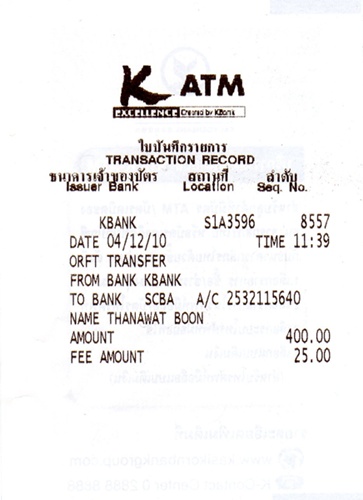 K ATM
EXCELLENCE Created by KBank
ใบบันทึกรายการ
TRANSACTION RECORD
ธนาคารเจ้าของบัตร สถานที่ ลำดับ
Issuer Bank Location Seq. No.
KBANK S1A3596 8557
DATE 04/12/10 TIME 11:39
ORFT TRANSFER
FROM BANK KBANK
TO BANK SCBA A/C 2532115640
NAME THANAWAT BOON
AMOUNT 400.00
FEE AMOUNT 25.00